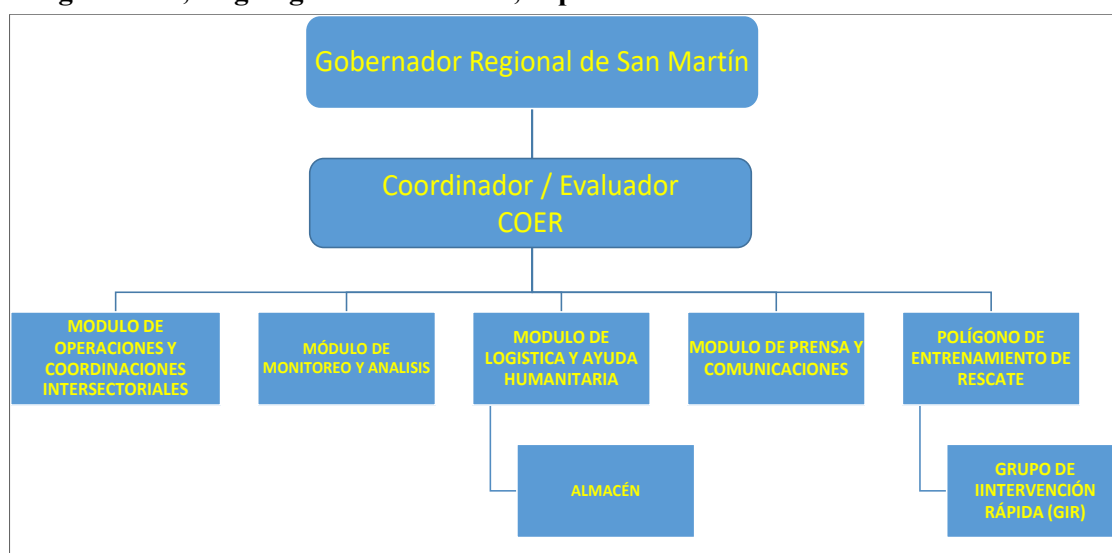 Gobernador Regional de San Martín
Coordinador / Evaluador
COER
MODULO DE
OPERACIONES Y
COORDINACIONES
INTERSECTORIALES
MÓDULO DE
MONITOREO Y ANALISIS
MODULO DE
LOGISTICA Y AYUDA
HUMANITARIA
MODULO DE PRENSA Y
COMUNICACIONES
POLÍGONO DE
ENTRENAMIENTO DE
RESCATE
ALMACÉN
GRUPO DE
IINTERVENCIÓN
RÁPIDA (GIR)